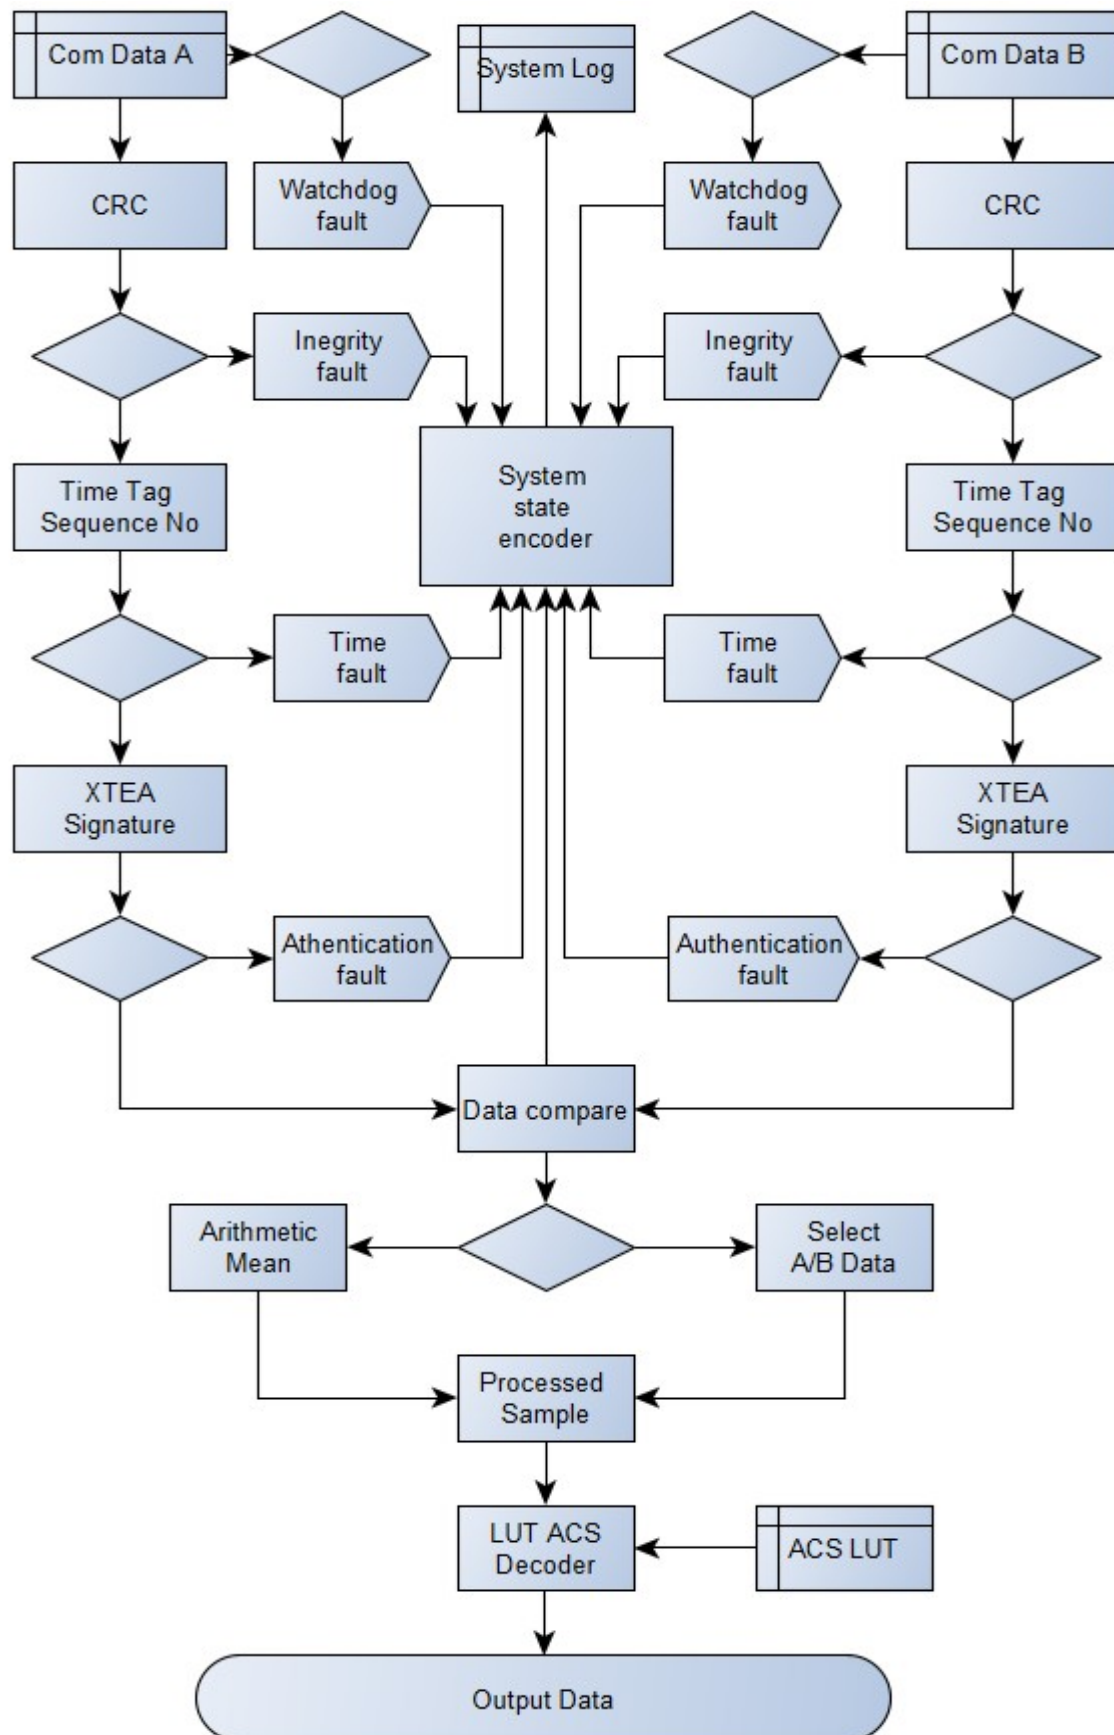 Com Data A
System Log
Com Data B
CRC
Watchdog
fault
Watchdog
fault
CRC
Inegrity
fault
Inegrity
fault
Time Tag
Sequence No
System
state
encoder
Time Tag
Sequence No
Time
fault
Time
fault
XTEA
Signature
XTEA
Signature
Athentication
fault
Authentication
fault
Data compare
Arithmetic
Mean
Select
A/B Data
Processed
Sample
LUT ACS
Decoder
ACS LUT
Output Data